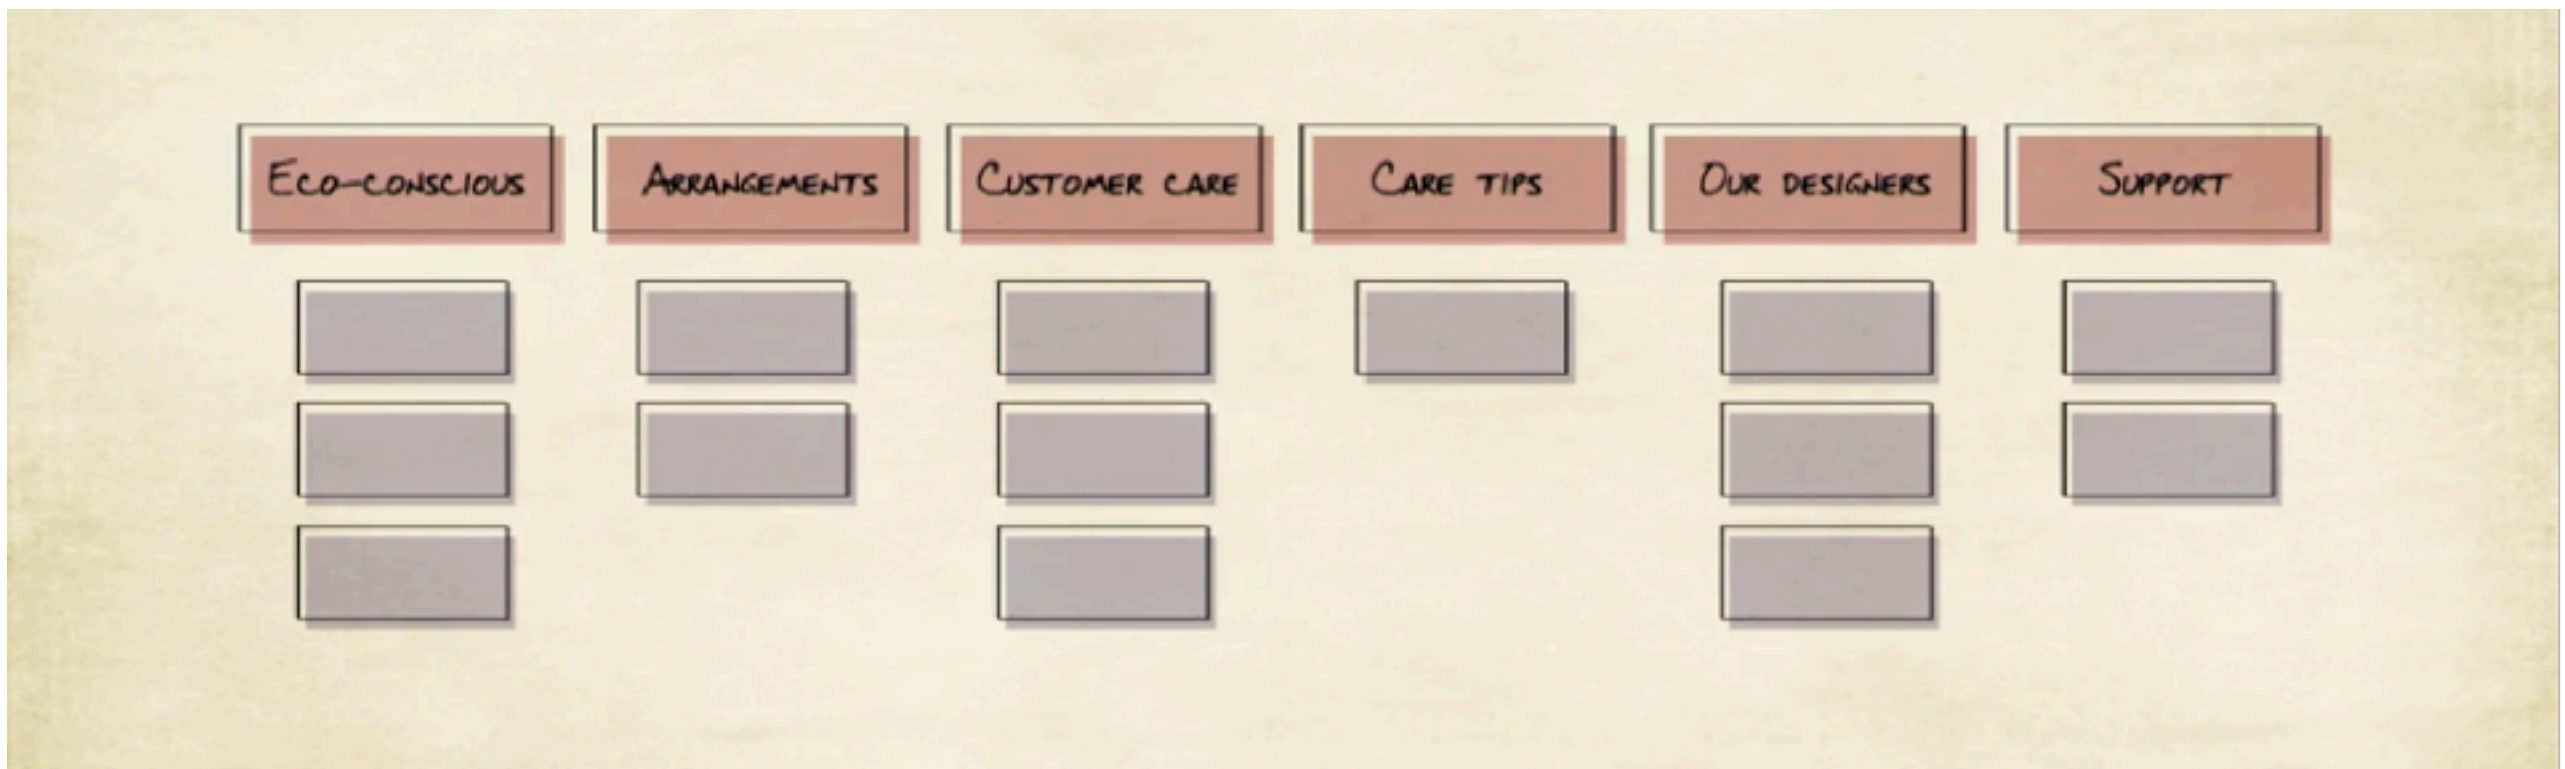 Eco-conscious
Arrangements
Customer care
Care tips
Our designers
Support